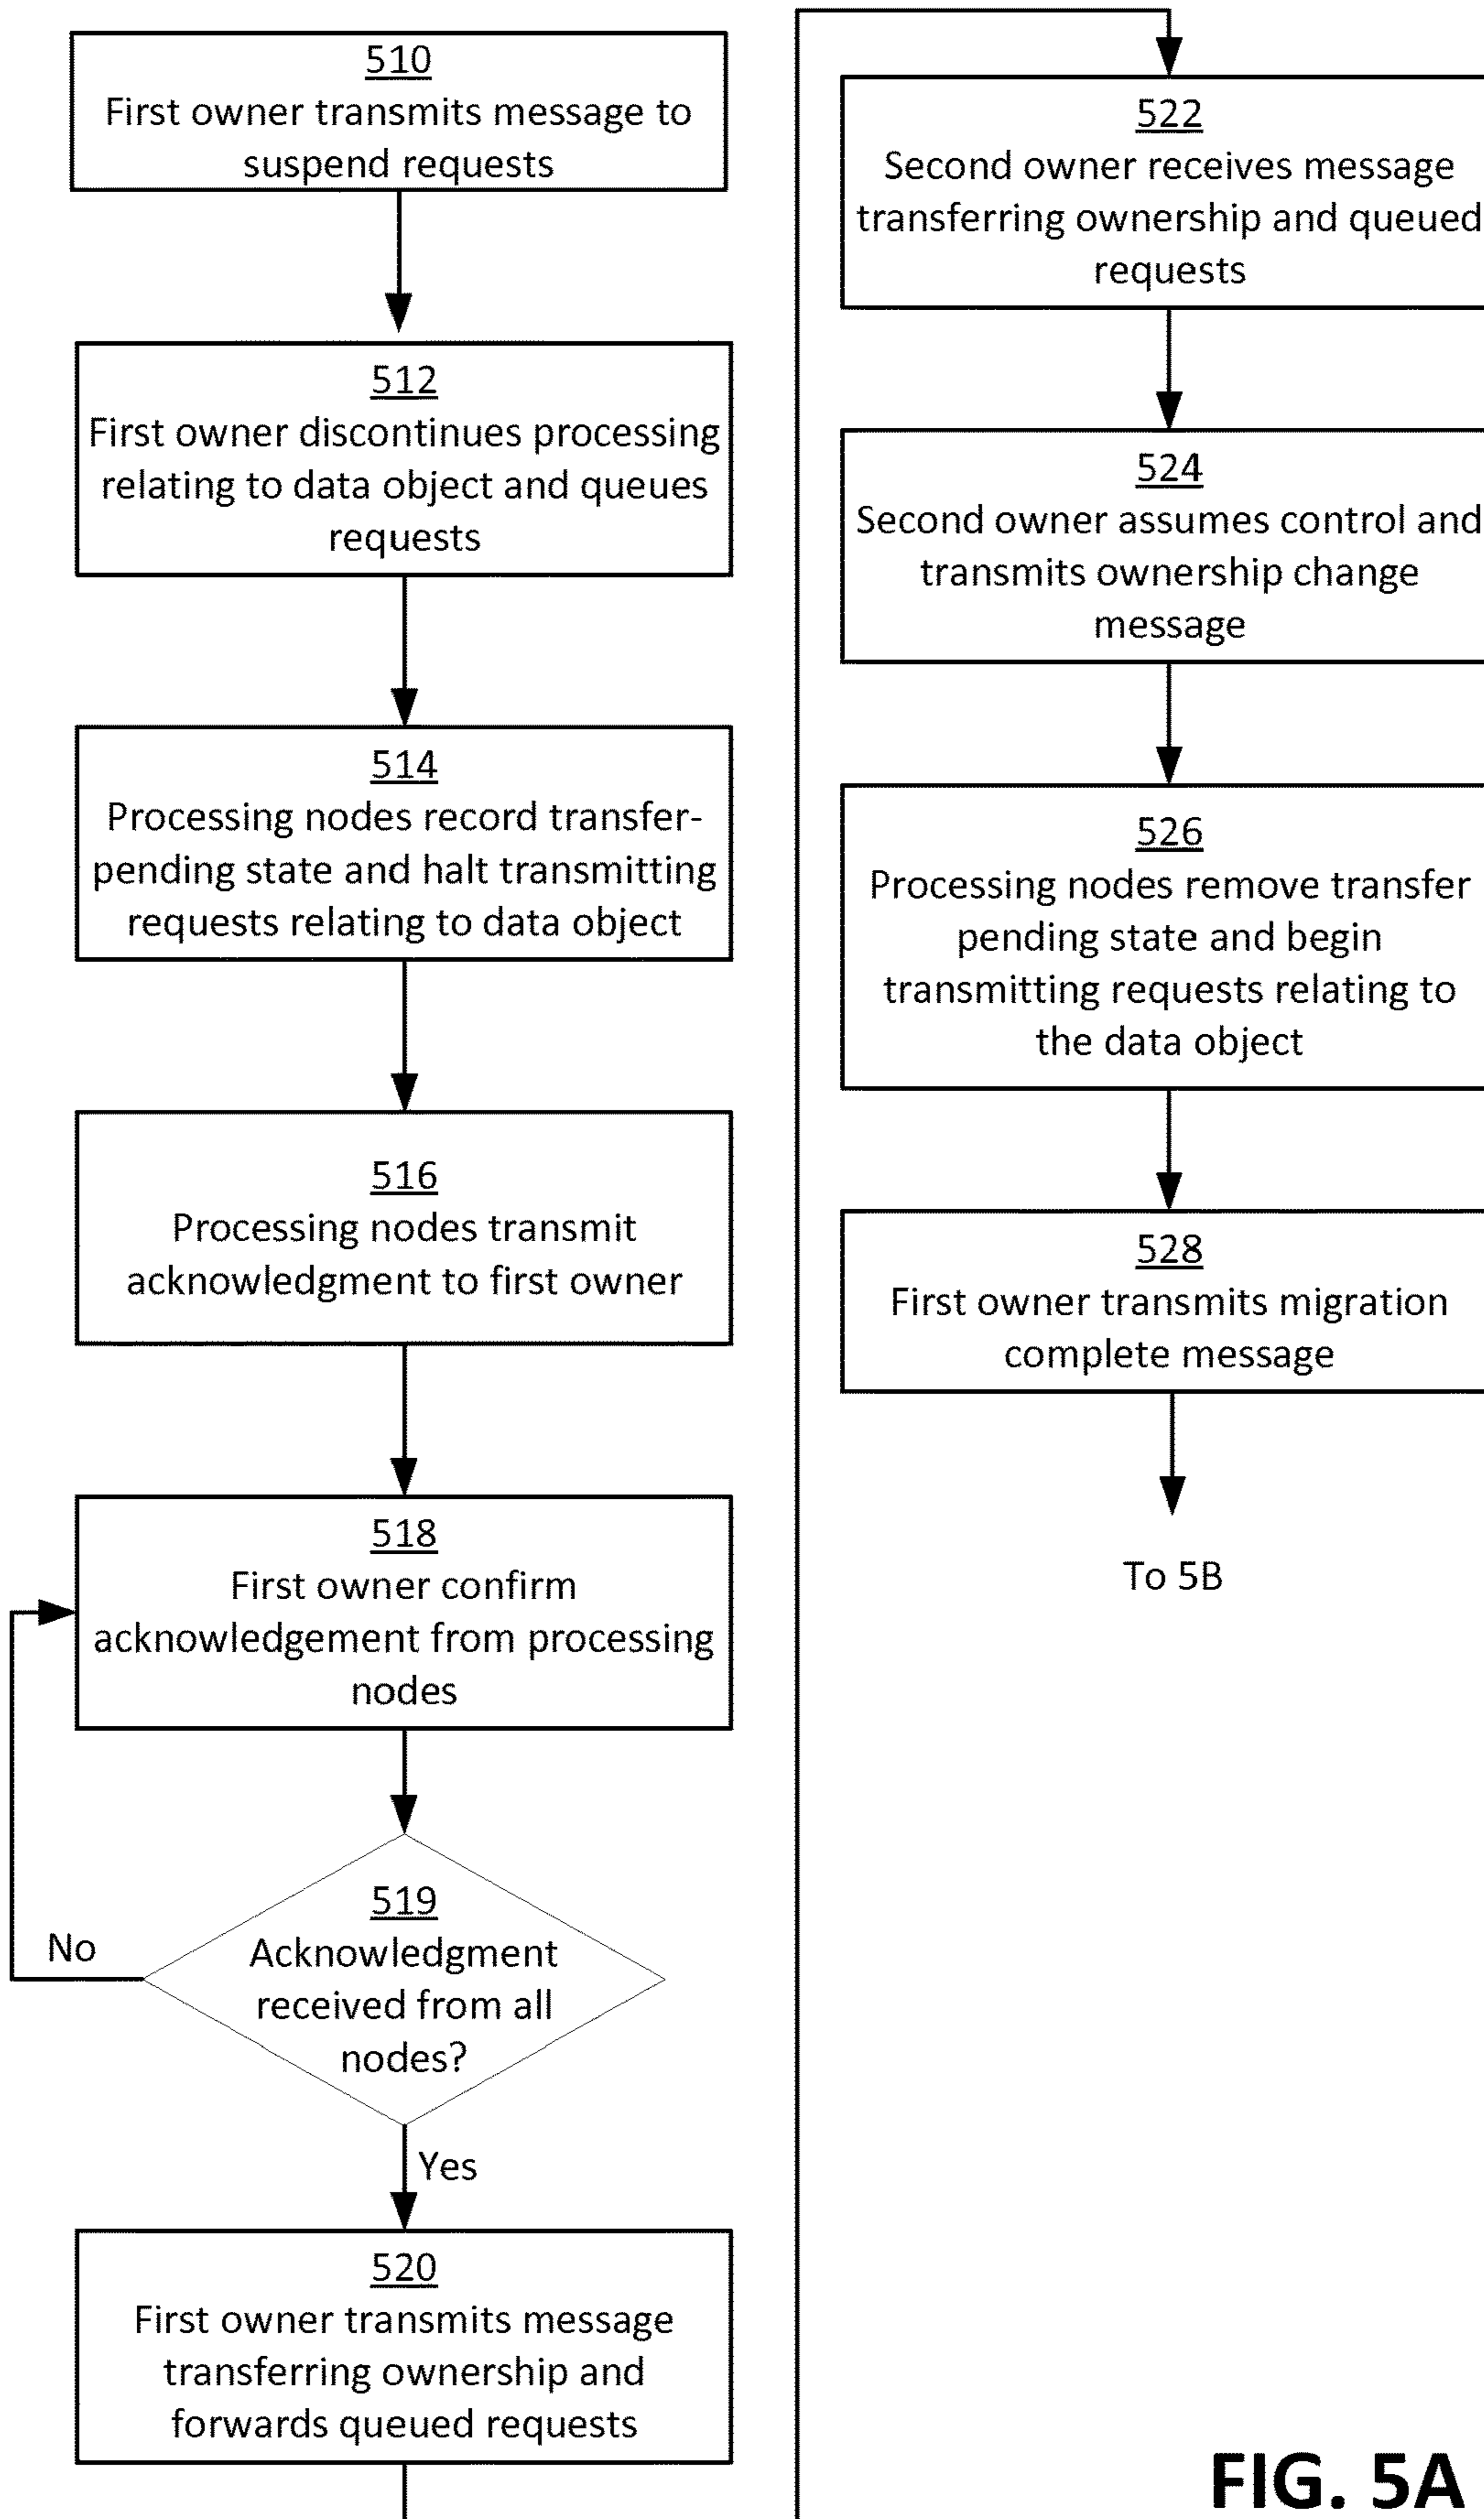 510
First owner transmits message to
suspend requests
512
First owner discontinues processing
relating to data object and queues
requests
514
Processing nodes record transfer-
pending state and halt transmitting
requests relating to data object
516
Processing nodes transmit
acknowledgment to first owner
518
First owner confirm
acknowledgement from processing
nodes
519
Acknowledgment
received from all
nodes?
No
Yes
520
First owner transmits message
transferring ownership and
forwards queued requests
522
Second owner receives message
transferring ownership and queued
requests
524
Second owner assumes control and
transmits ownership change
message
526
Processing nodes remove transfer
pending state and begin
transmitting requests relating to
the data object
528
First owner transmits migration
complete message
To 5B
FIG. 5A